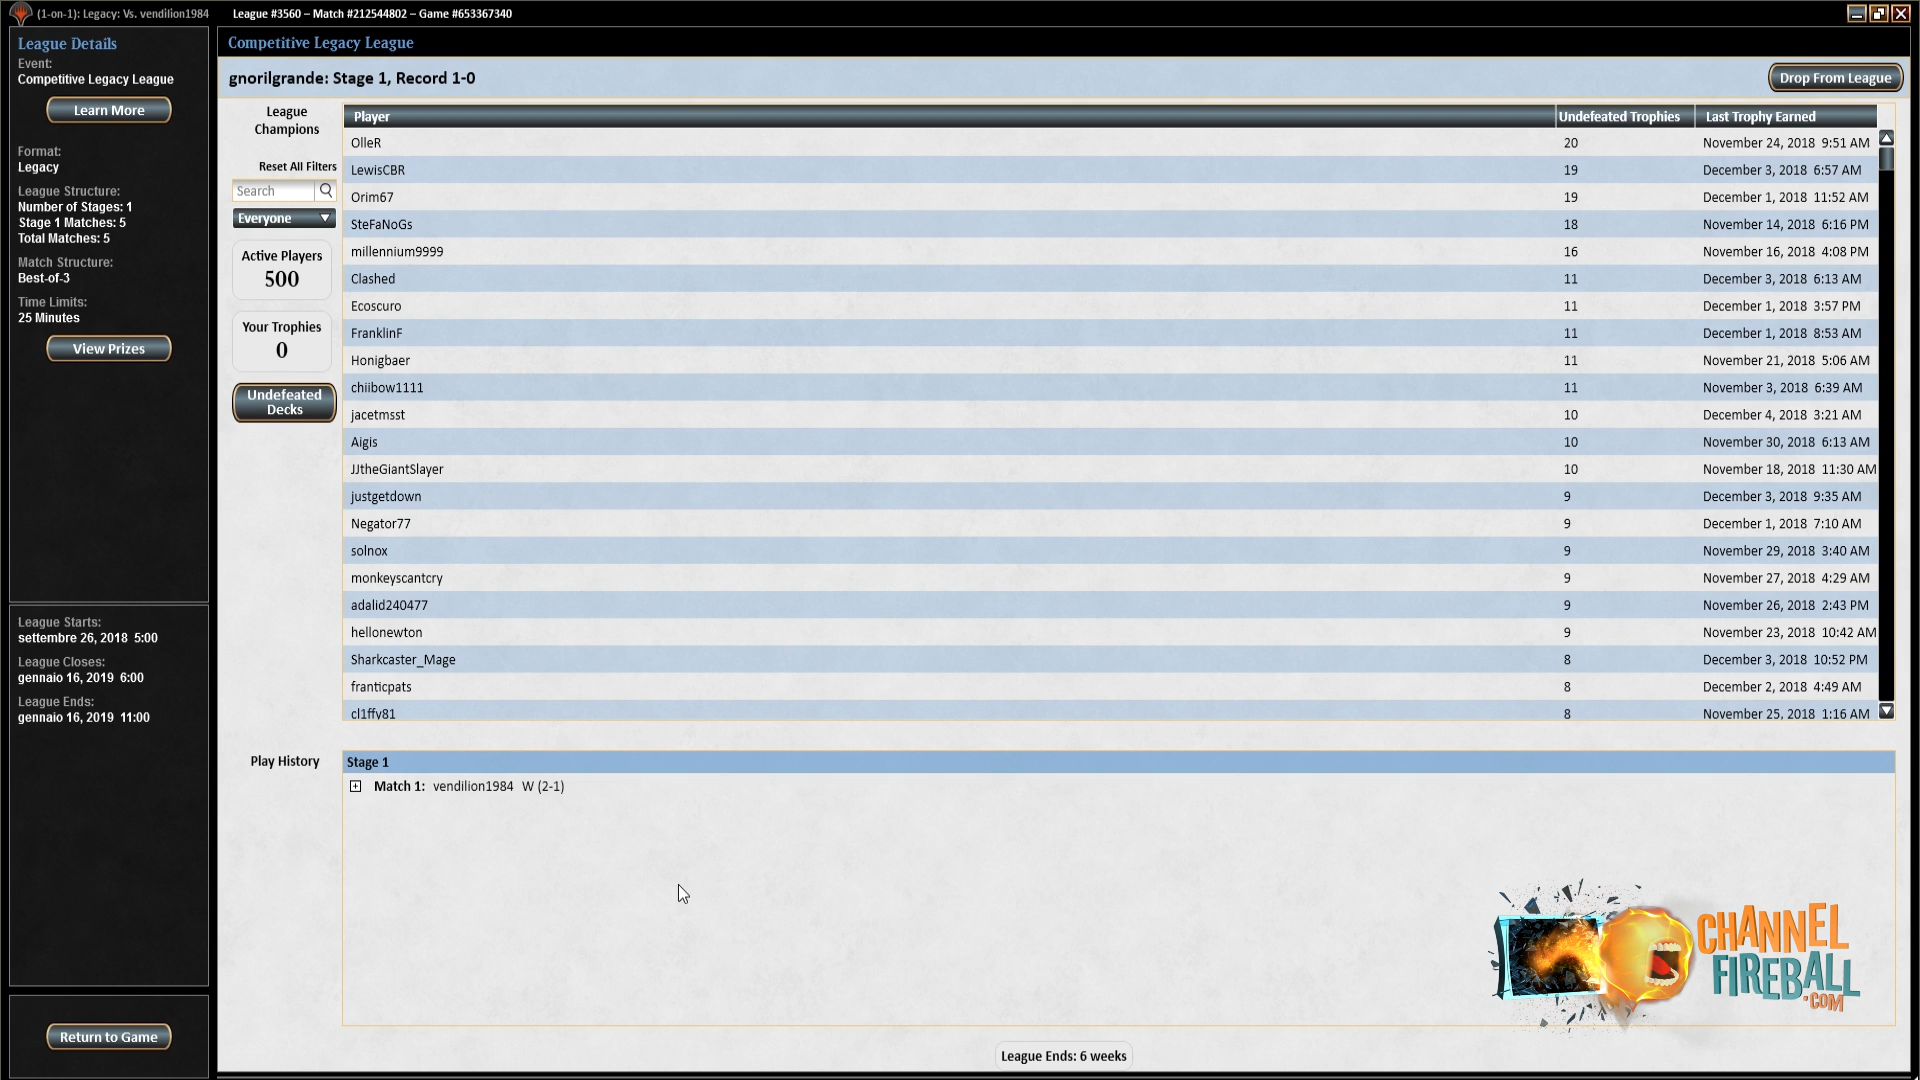 (1-on-1): Legacy: Vs. vendilion1984
League #3560 – Match #212544802 – Game #653367340
League Details
Event:
Competitive Legacy League
Learn More
Format:
Legacy
League Structure:
Number of Stages: 1
Stage 1 Matches: 5
Total Matches: 5
Match Structure:
Best-of-3
Time Limits:
25 Minutes
View Prizes
League Starts:
settembre 26, 2018 5:00
League Closes:
gennaio 16, 2019 6:00
League Ends:
gennaio 16, 2019 11:00
Return to Game
Competitive Legacy League
gnorilgrande: Stage 1, Record 1-0
Drop From League
League
Champions
Reset All Filters
Search
Everyone
Active Players
500
Your Trophies
0
Undefeated
Decks
Player Undefeated Trophies Last Trophy Earned
OlleR 20 November 24, 2018 9:51 AM
LewisCBR 19 December 3, 2018 6:57 AM
Orim67 19 December 1, 2018 11:52 AM
SteFaNoGs 18 November 14, 2018 6:16 PM
millennium9999 16 November 16, 2018 4:08 PM
Clashed 11 December 3, 2018 6:13 AM
Ecoscuro 11 December 1, 2018 3:57 PM
FranklinF 11 December 1, 2018 8:53 AM
Honigbaer 11 November 21, 2018 5:06 AM
chiibow1111 11 November 3, 2018 6:39 AM
jacetmsst 10 December 4, 2018 3:21 AM
Aigis 10 November 30, 2018 6:13 AM
JJtheGiantSlayer 10 November 18, 2018 11:30 AM
justgetdown 9 December 3, 2018 9:35 AM
Negator77 9 December 1, 2018 7:10 AM
solnox 9 November 29, 2018 3:40 AM
monkeyscantcry 9 November 27, 2018 4:29 AM
adalid240477 9 November 26, 2018 2:43 PM
hellonewton 9 November 23, 2018 10:42 AM
Sharkcaster_Mage 8 December 3, 2018 10:52 PM
franticpats 8 December 2, 2018 4:49 AM
cl1ffy81 8 November 25, 2018 1:16 AM
Play History
Stage 1
Match 1: vendilion1984 W (2-1)
CHANNEL
FIREBALL
.COM
League Ends: 6 weeks